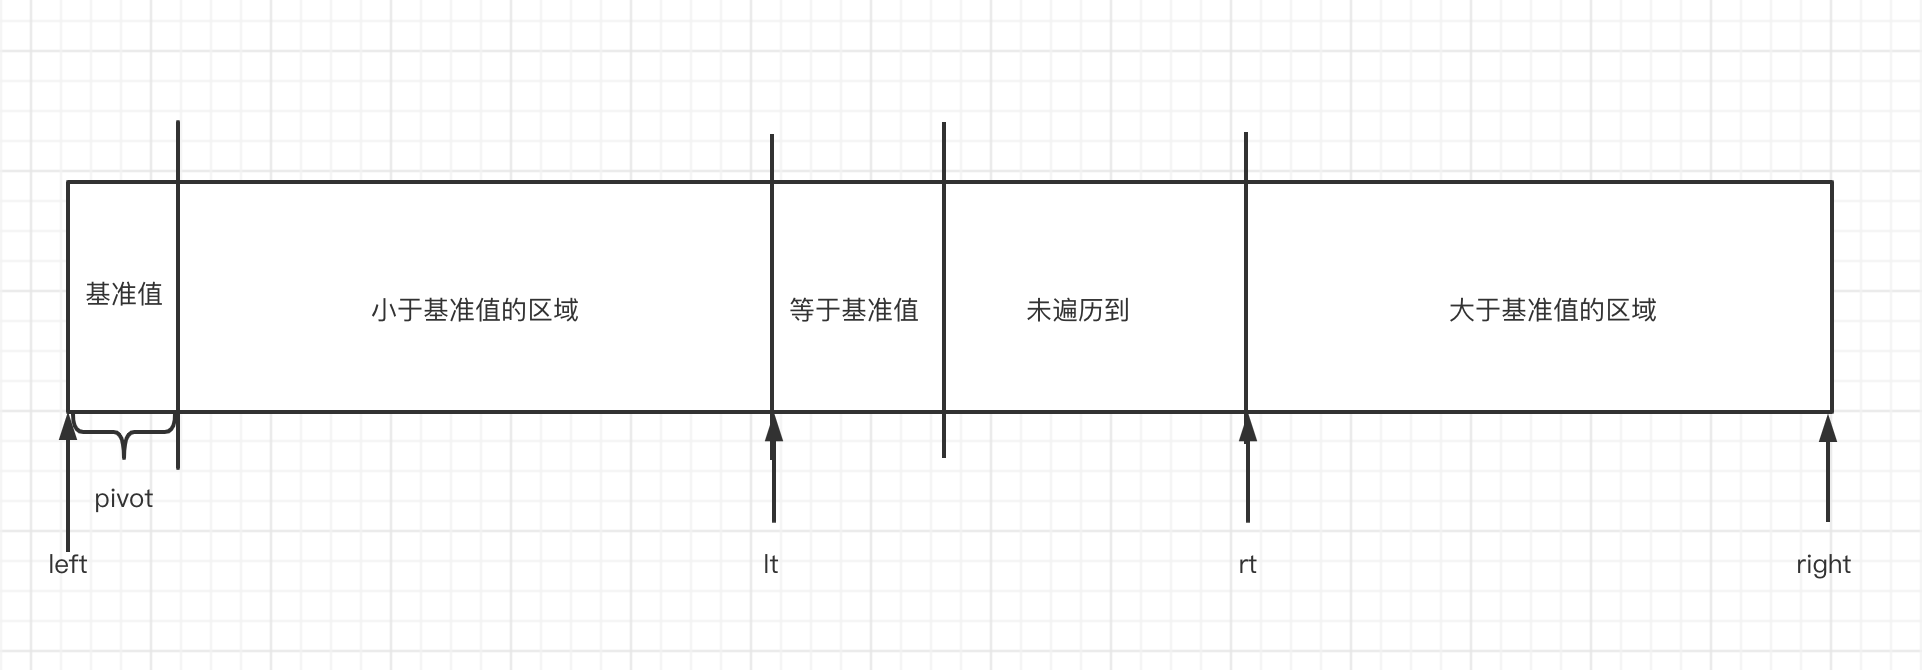 基准值
小于基准值的区域
等于基准值
未遍历到
大于基准值的区域
pivot
left
lt
rt
right